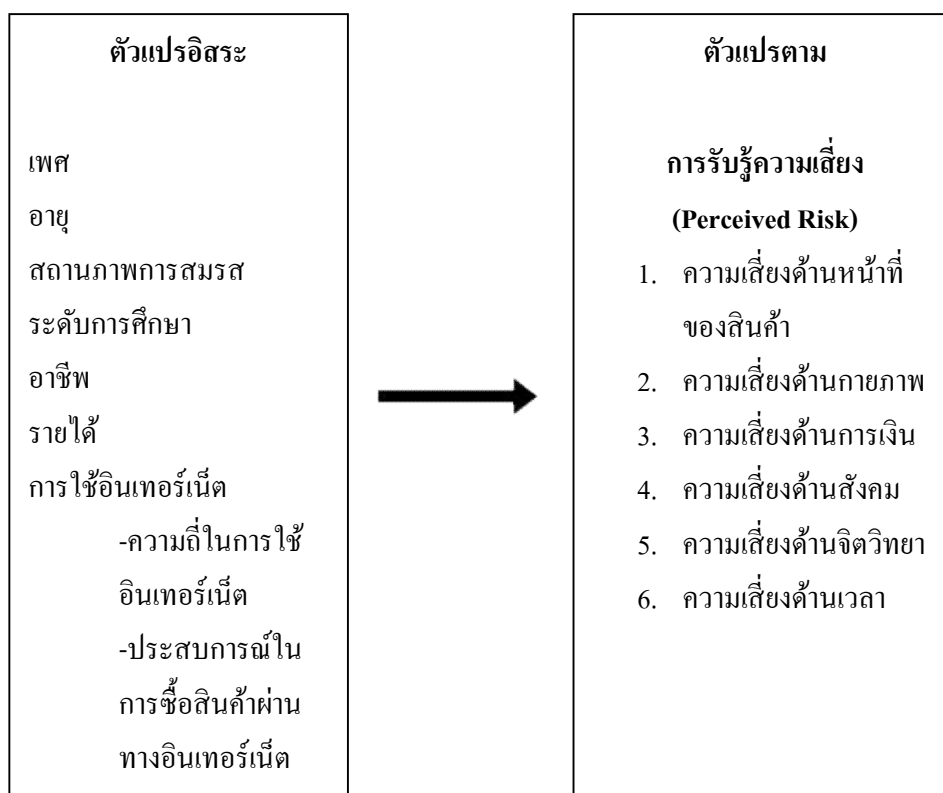 ตัวแปรอิสระ
เพศ
อายุ
สถานภาพการสมรส
ระดับการศึกษา
อาชีพ
รายได้
การใช้อินเทอร์เน็ต
-ความถี่ในการใช้
อินเทอร์เน็ต
-ประสบการณ์ใน
การซื้อสินค้าผ่าน
ทางอินเทอร์เน็ต
ตัวแปรตาม
การรับรู้ความเสี่ยง
(Perceived Risk)
1. ความเสี่ยงด้านหน้าที่
ของสินค้า
2. ความเสี่ยงด้านกายภาพ
3. ความเสี่ยงด้านการเงิน
4. ความเสี่ยงด้านสังคม
5. ความเสี่ยงด้านจิตวิทยา
6. ความเสี่ยงด้านเวลา